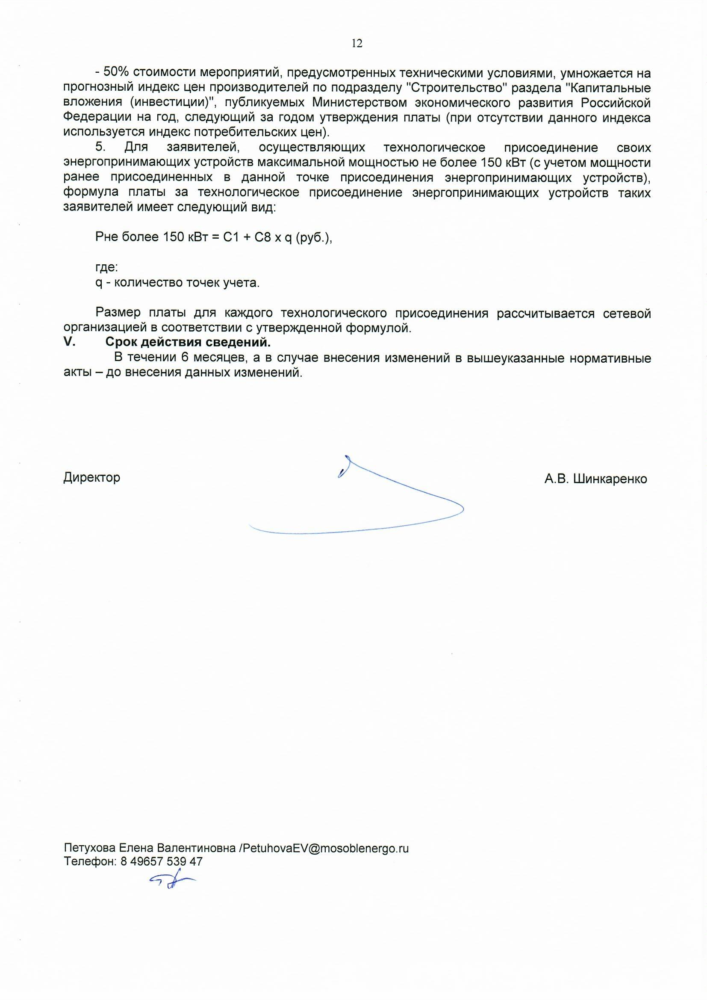 12
- 50% стоимости мероприятий, предусмотренных техническими условиями, умножается на
прогнозный индекс цен производителей по подразделу "Строительство" раздела "Капитальные
вложения (инвестиции)", публикуемых Министерством экономического развития Российской
Федерации на год, следующий за годом утверждения платы (при отсутствии данного индекса
используется индекс потребительских цен).
5. Для заявителей, осуществляющих технологическое присоединение своих
энергопринимающих устройств максимальной мощностью не более 150 кВт (с учетом мощности
ранее присоединенных в данной точке присоединения энергопринимающих устройств),
формула платы за технологическое присоединение энергопринимающих устройств таких
заявителей имеет следующий вид:
Рне более 150 кВт = С1 + С8 х q (руб.),
где:
q - количество точек учета.
Размер платы для каждого технологического присоединения рассчитывается сетевой
организацией в соответствии с утвержденной формулой.
V. Срок действия сведений.
В течении 6 месяцев, а в случае внесения изменений в вышеуказанные нормативные
акты – до внесения данных изменений.
Директор А.В. Шинкаренко
Петухова Елена Валентиновна /PetuhovaEV@mosoblenergo.ru
Телефон: 8 49657 539 47